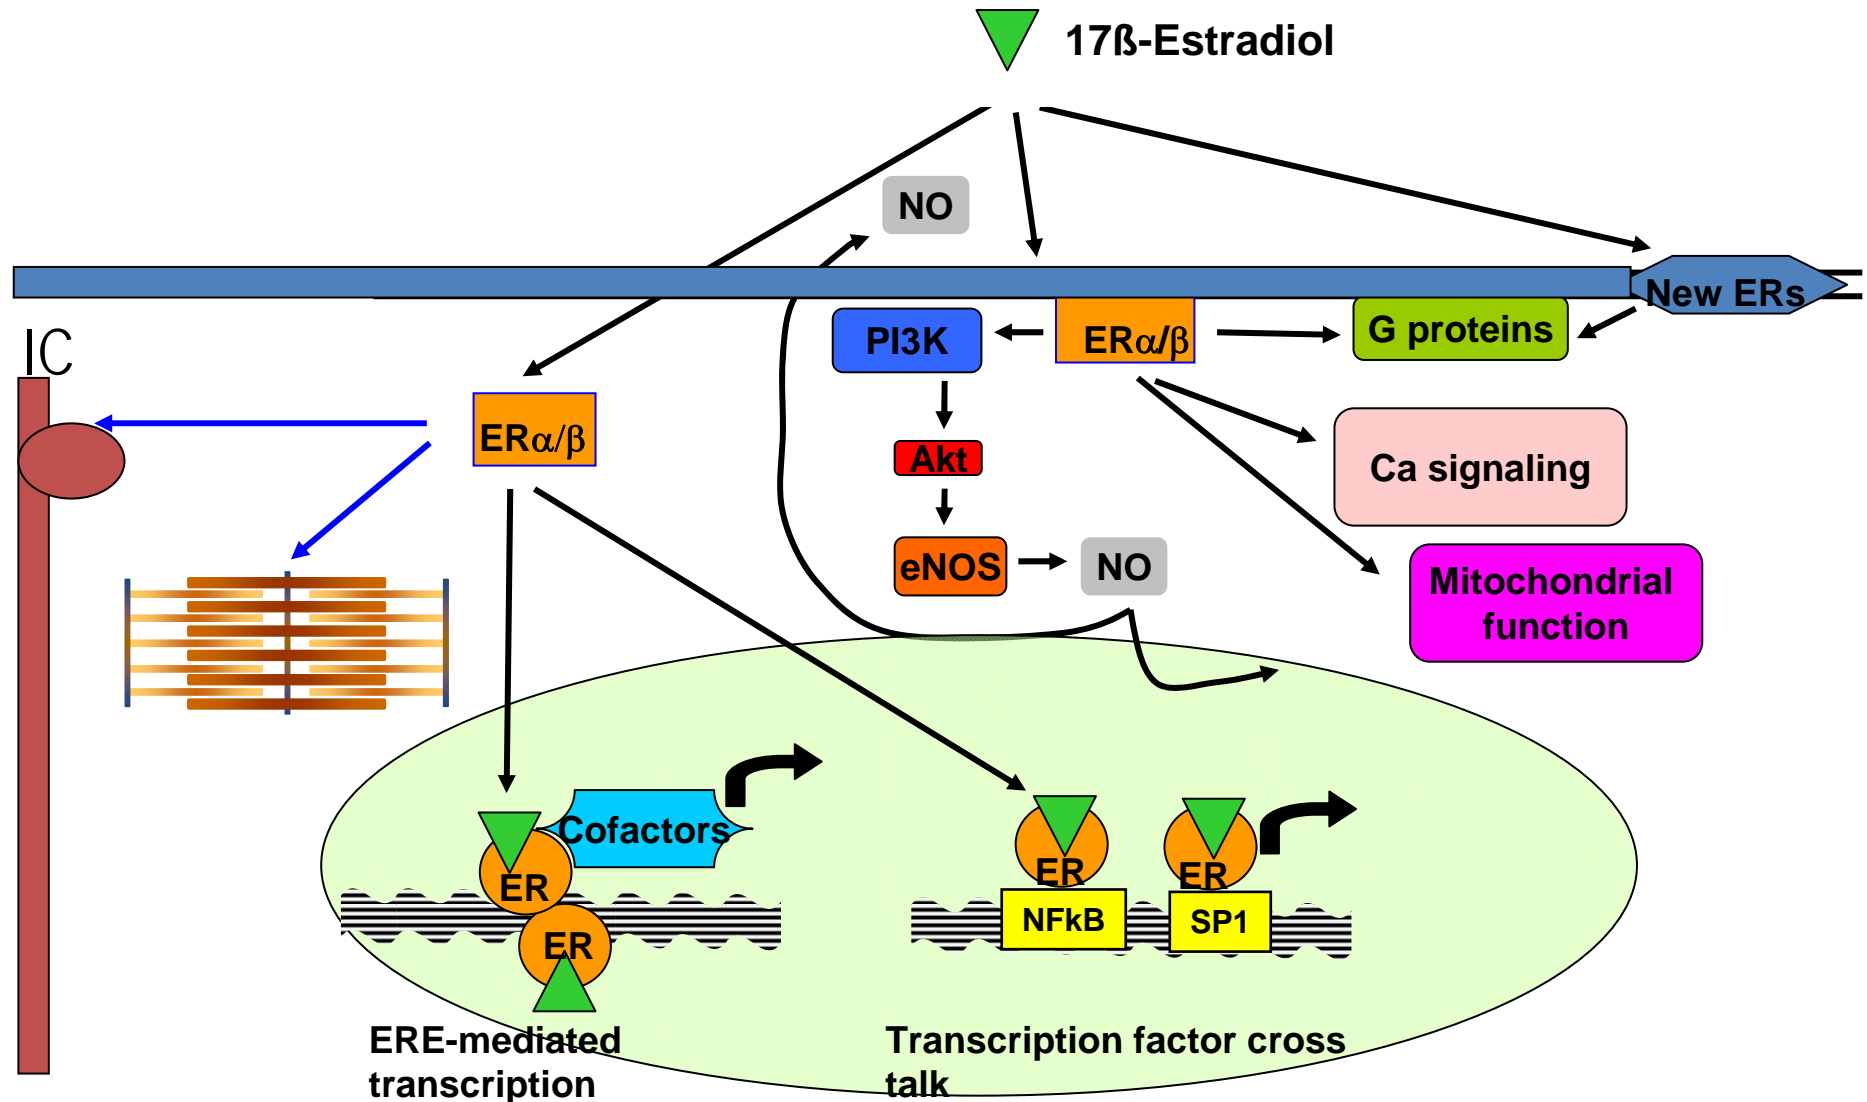 17ß-Estradiol
NO
New ERs
IC
PI3K
ERα/β
G proteins
ERα/β
Akt
Ca signaling
eNOS
NO
Mitochondrial
function
Cofactors
ER
ER
ER
ER
NFkB
SP1
ERE-mediated
transcription
Transcription factor cross
talk